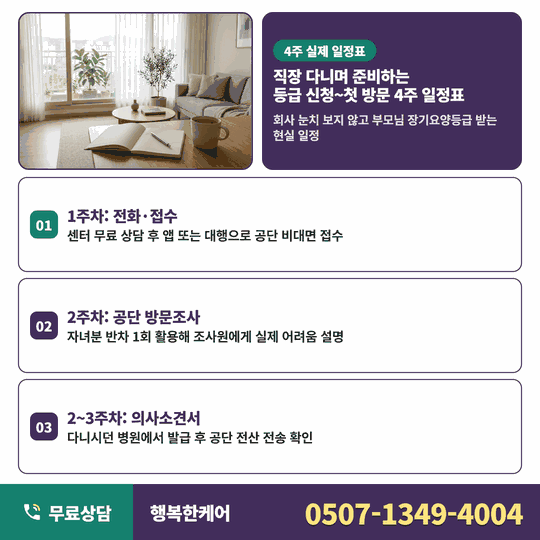 4주 실제 일정표
직장 다니며 준비하는
등급 신청~첫 방문 4주 일정표
회사 눈치 보지 않고 부모님 장기요양등급 받는
현실 일정
01
1주차: 전화·접수
센터 무료 상담 후 앱 또는 대행으로 공단 비대면 접수
02
2주차: 공단 방문조사
자녀분 반차 1회 활용해 조사원에게 실제 어려움 설명
03
2~3주차: 의사소견서
다니시던 병원에서 발급 후 공단 전산 전송 확인
무료상담
행복한케어
0507-1349-4004